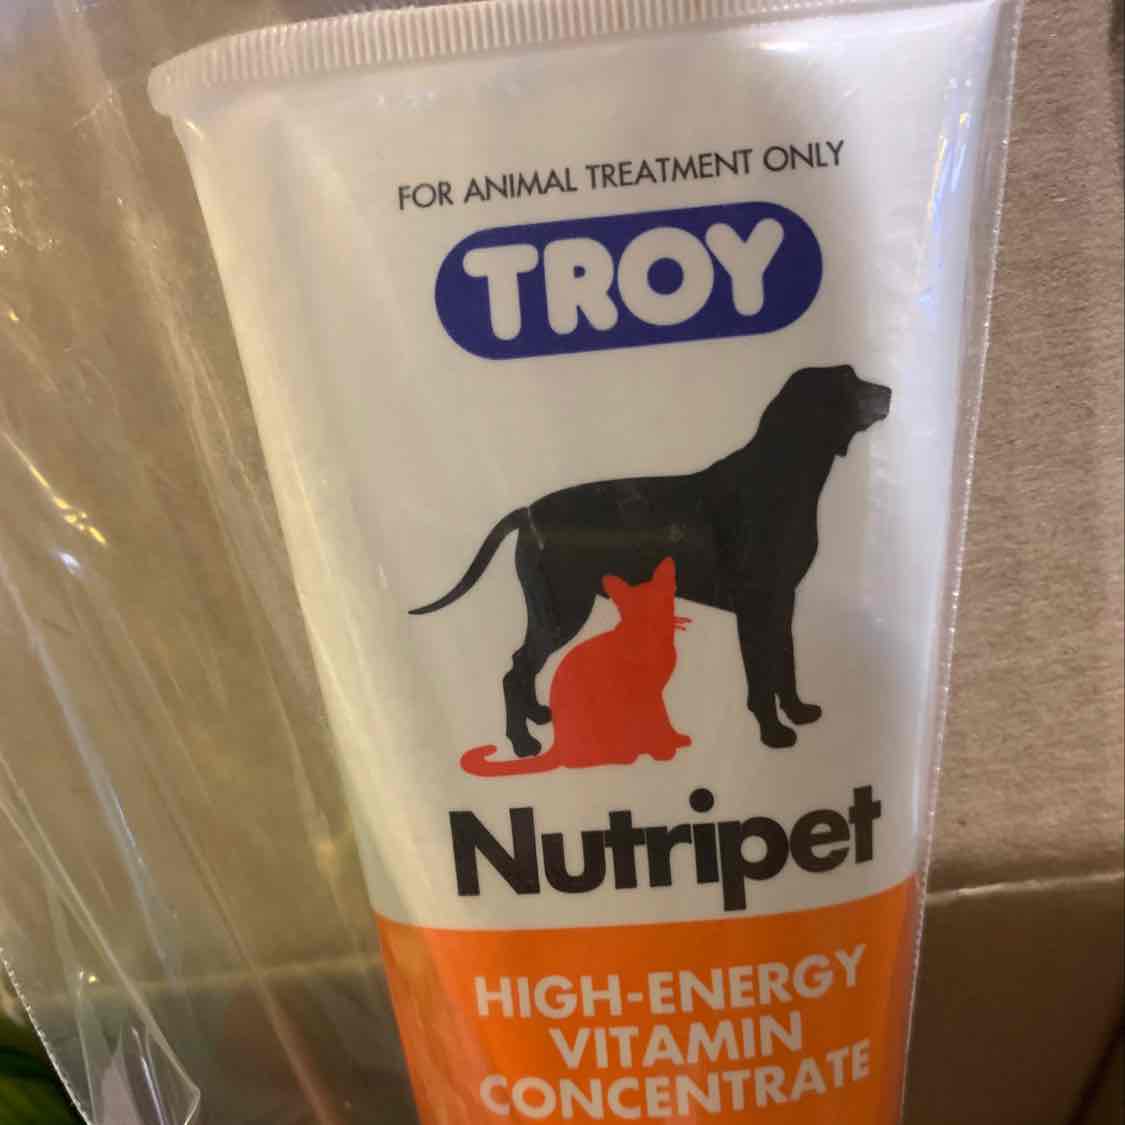 FOR ANIMAL TREATMENT ONLY
TROY
Nutripet
HIGH-ENERGY
VITAMIN
CONCENTRATE